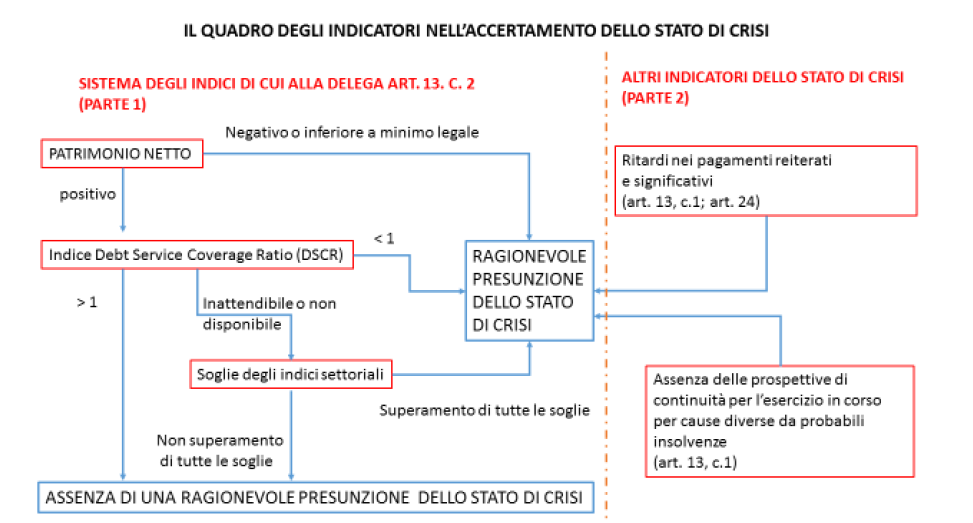 IL QUADRO DEGLI INDICATORI NELL'ACCERTAMENTO DELLO STATO DI CRISI
SISTEMA DEGLI INDICI DI CUI ALLA DELEGA ART. 13. C. 2
(PARTE 1)
ALTRI INDICATORI DELLO STATO DI CRISI
(PARTE 2)
Negativo o inferiore a minimo legale
PATRIMONIO NETTO
positivo
Ritardi nei pagamenti reiterati
e significativi
(art. 13, c.1; art. 24)
Indice Debt Service Coverage Ratio (DSCR)
< 1
RAGIONEVOLE
PRESUNZIONE
DELLO STATO
DI CRISI
> 1
Inattendibile o non
disponibile
Soglie degli indici settoriali
Superamento di tutte le soglie
Assenza delle prospettive di
continuità per l'esercizio in corso
per cause diverse da probabili
insolvenze
(art. 13, c.1)
Non superamento
di tutte le soglie
ASSENZA DI UNA RAGIONEVOLE PRESUNZIONE DELLO STATO DI CRISI